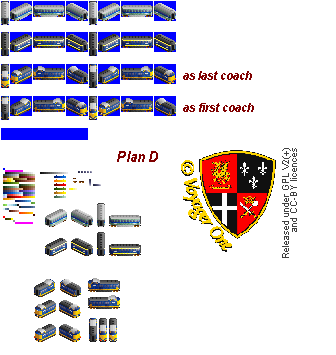 as last coach
as first coach
Plan D
© Voyager One
Released under GPL V2(+)
and CC-BY licences